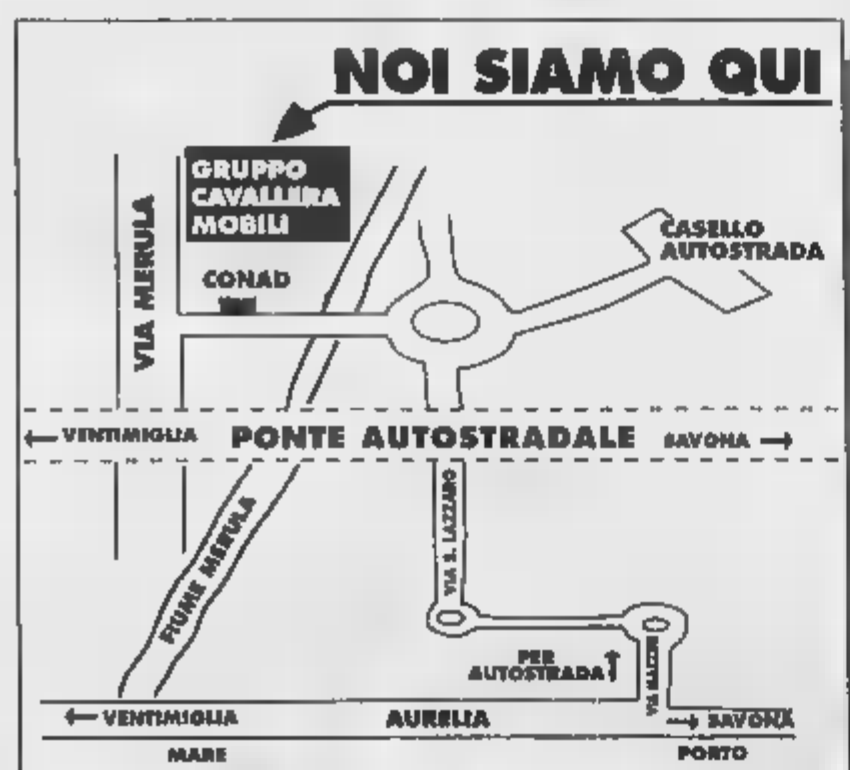 NOI SIAMO QUI
GRUPPO
CAVALLERA
MOBILI
VIA MERULA
CONAD
CASELLO
AUTOSTRADA
← VENTIMIGLIA
PONTE AUTOSTRADALE
SAVONA →
FIUME MERULA
VIA S. LAZZARO
PER
AUTOSTRADA ↑
VIA
← VENTIMIGLIA
AURELIA
→ SAVONA
MARE
PORTO